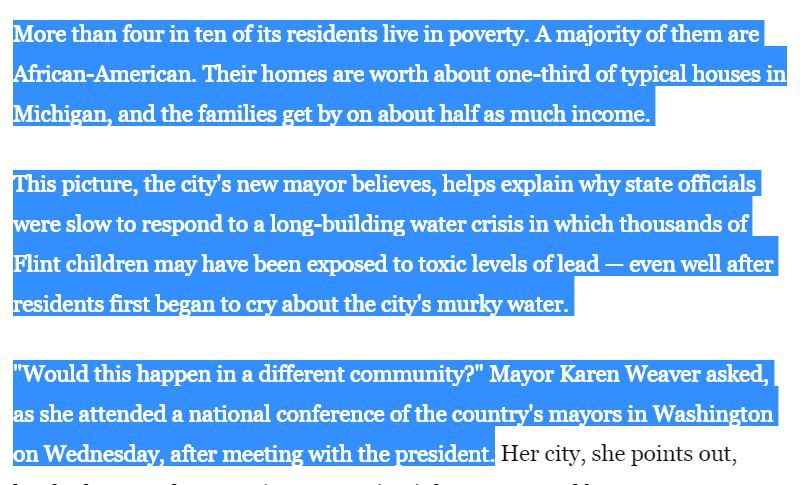 More than four in ten of its residents live in poverty. A majority of them are
African-American. Their homes are worth about one-third of typical houses in
Michigan, and the families get by on about half as much income.
This picture, the city's new mayor believes, helps explain why state officials
were slow to respond to a long-building water crisis in which thousands of
Flint children may have been exposed to toxic levels of lead — even well after
residents first began to cry about the city's murky water.
"Would this happen in a different community?" Mayor Karen Weaver asked,
as she attended a national conference of the country's mayors in Washington
on Wednesday, after meeting with the president. Her city, she points out,